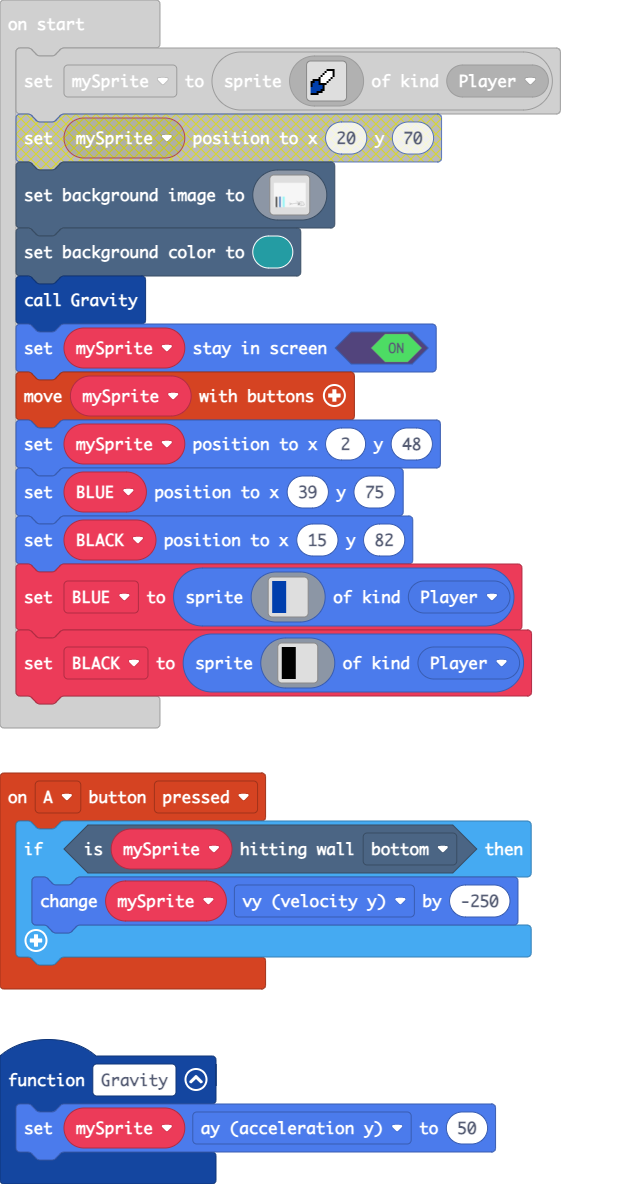 on start
set mySprite to sprite of kind Player
set mySprite position to x 20 y 70
set background image to
set background color to
call Gravity
set mySprite stay in screen ON
move mySprite with buttons
set mySprite position to x 2 y 48
set BLUE position to x 39 y 75
set BLACK position to x 15 y 82
set BLUE to sprite of kind Player
set BLACK to sprite of kind Player
on A button pressed
if is mySprite hitting wall bottom then
change mySprite vy (velocity y) by -250
function Gravity
set mySprite ay (acceleration y) to 50